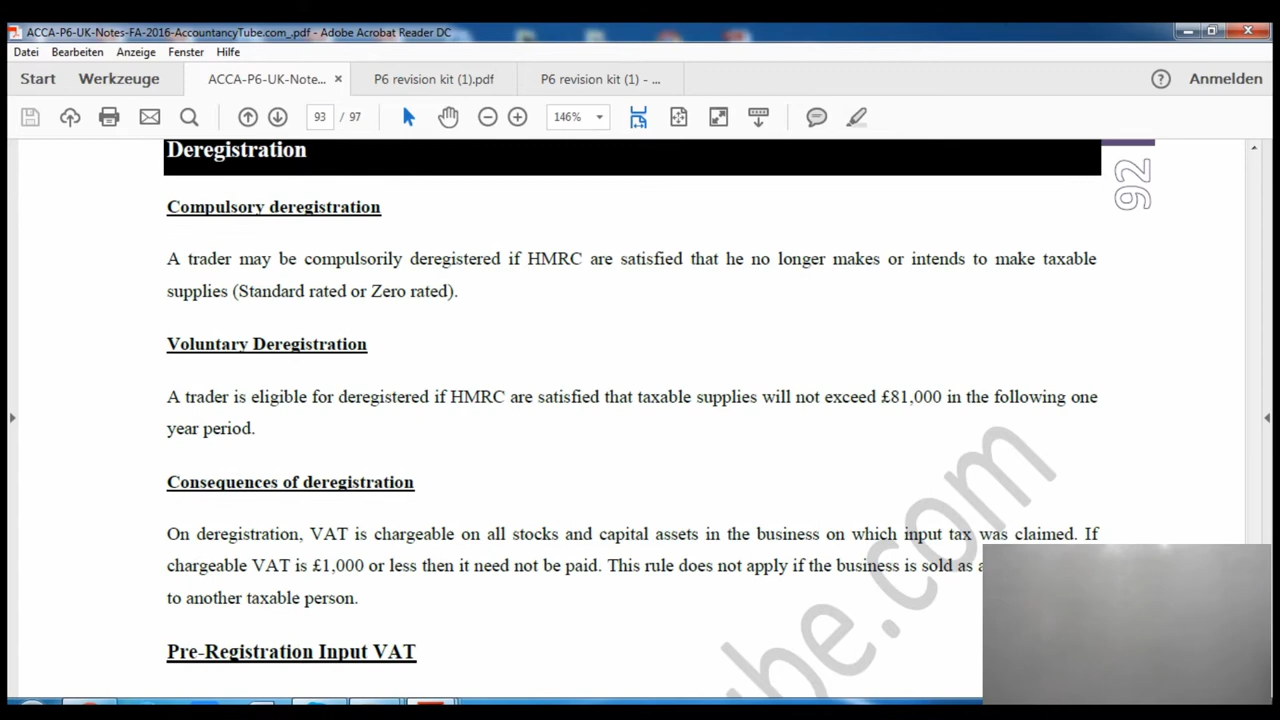 ACCA-P6-UK-Notes-FA-2016-AccountancyTube.com_.pdf - Adobe Acrobat Reader DC
Datei Bearbeiten Anzeige Fenster Hilfe
Start Werkzeuge ACCA-P6-UK-Note... × P6 revision kit (1).pdf P6 revision kit (1) - ...
? Anmelden
93 / 97 146%
Deregistration
92
Compulsory deregistration
A trader may be compulsorily deregistered if HMRC are satisfied that he no longer makes or intends to make taxable
supplies (Standard rated or Zero rated).
Voluntary Deregistration
A trader is eligible for deregistered if HMRC are satisfied that taxable supplies will not exceed £81,000 in the following one
year period.
Consequences of deregistration
On deregistration, VAT is chargeable on all stocks and capital assets in the business on which input tax was claimed. If
chargeable VAT is £1,000 or less then it need not be paid. This rule does not apply if the business is sold as
to another taxable person.
Pre-Registration Input VAT
be.com